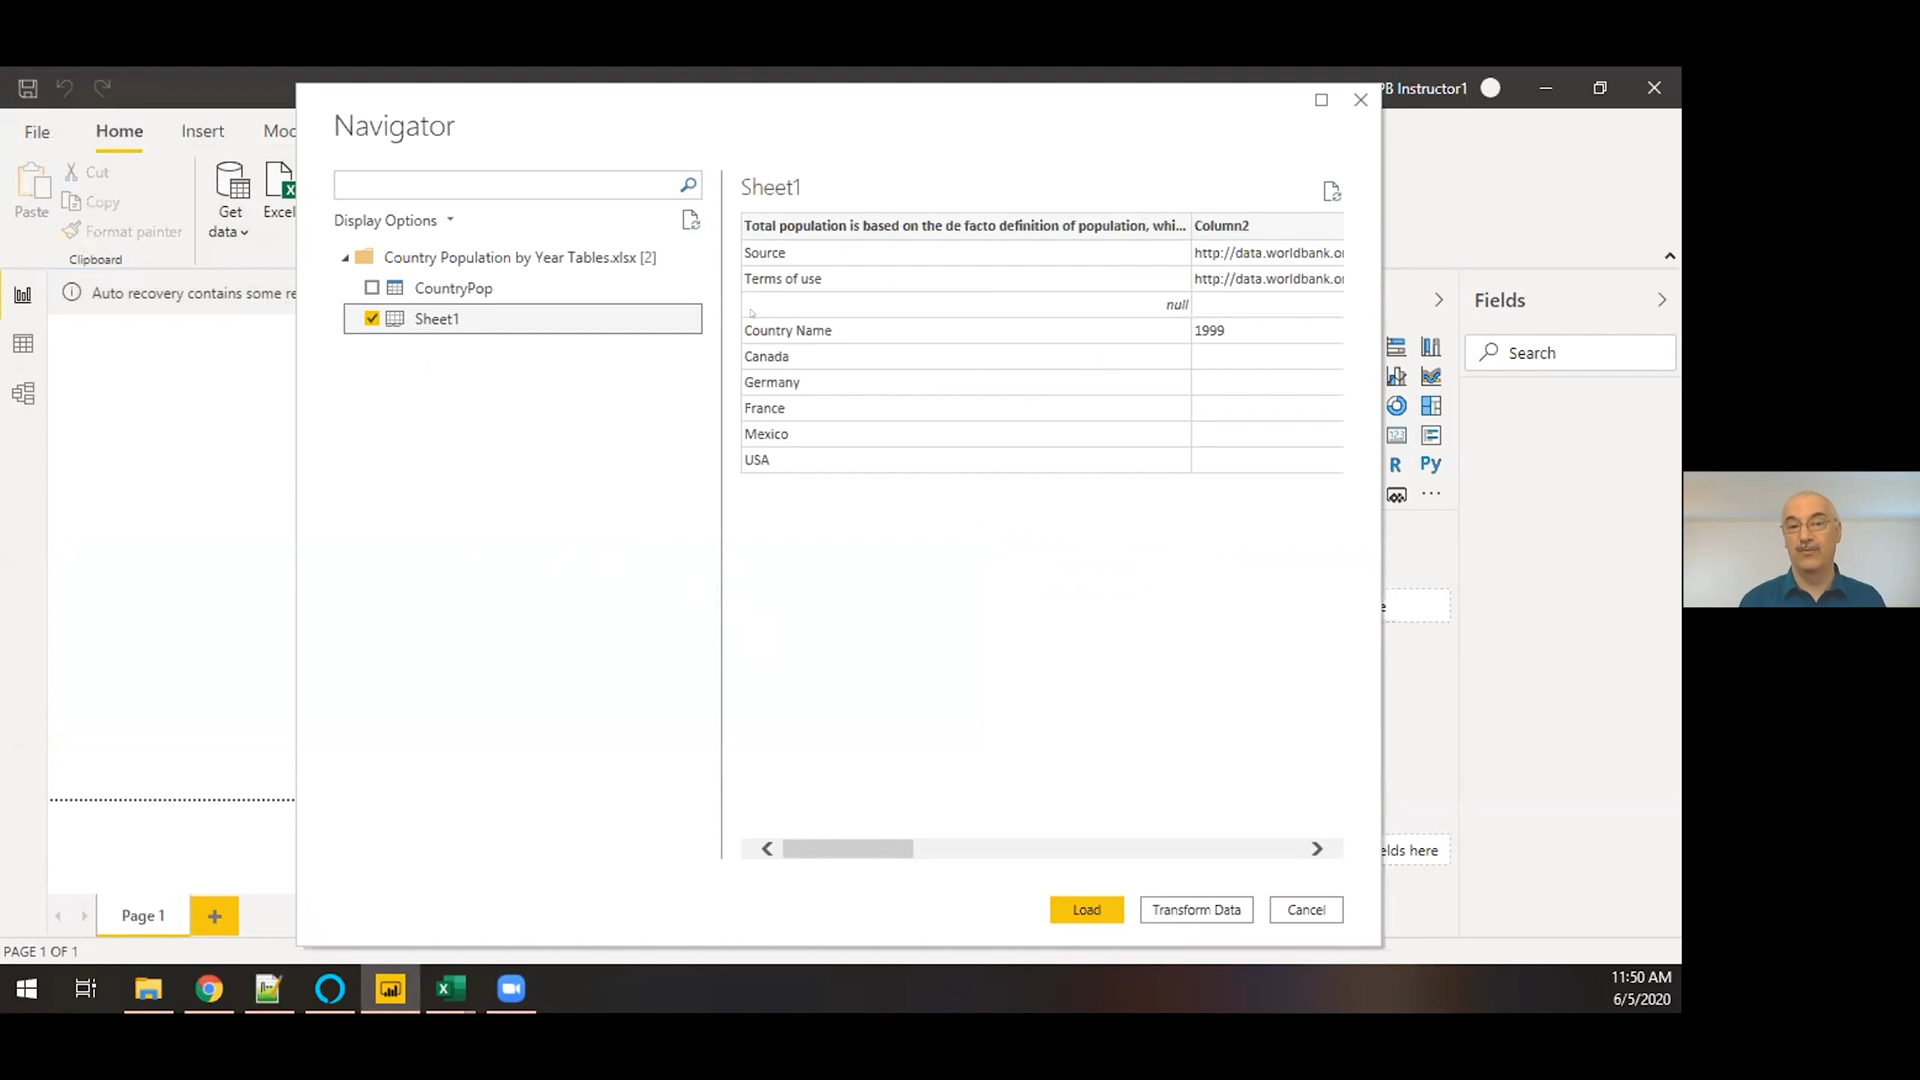 PB Instructor1
Navigator
File
Home
Insert
Mod
Cut
Copy
Format painter
Paste
Get data
Excel
Clipboard
Auto recovery contains some re
Display Options
Country Population by Year Tables.xlsx [2]
CountryPop
Sheet1
Sheet1
Total population is based on the de facto definition of population, whi... Column2
Source http://data.worldbank.or
Terms of use http://data.worldbank.or
null
Country Name 1999
Canada
Germany
France
Mexico
USA
Load
Transform Data
Cancel
Fields
Search
123
R Py
e
elds here
Page 1
PAGE 1 OF 1
11:50 AM
6/5/2020